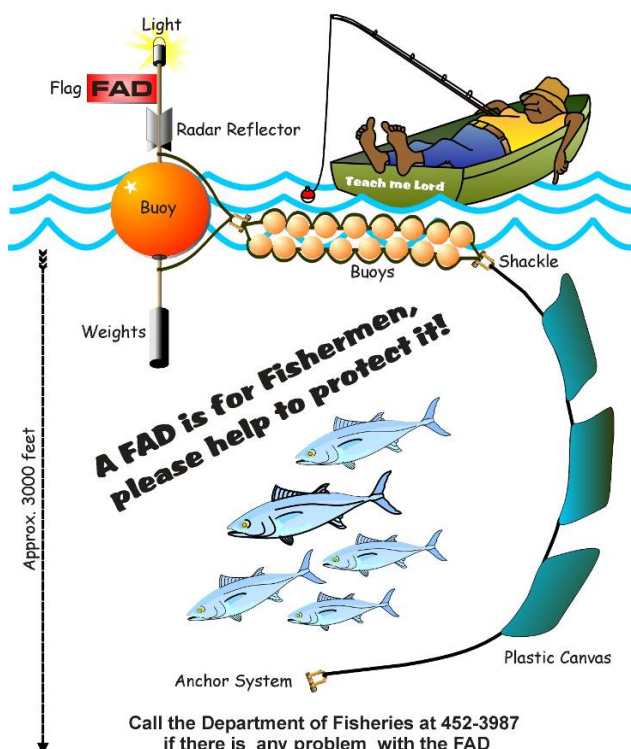 Light
Flag
FAD
Radar Reflector
Teach me Lord
Buoy
Buoys
Shackle
Weights
A FAD is for Fishermen,
please help to protect it!
Approx. 3000 feet
Plastic Canvas
Anchor System
Call the Department of Fisheries at 452-3987
if there is any problem with the FAD